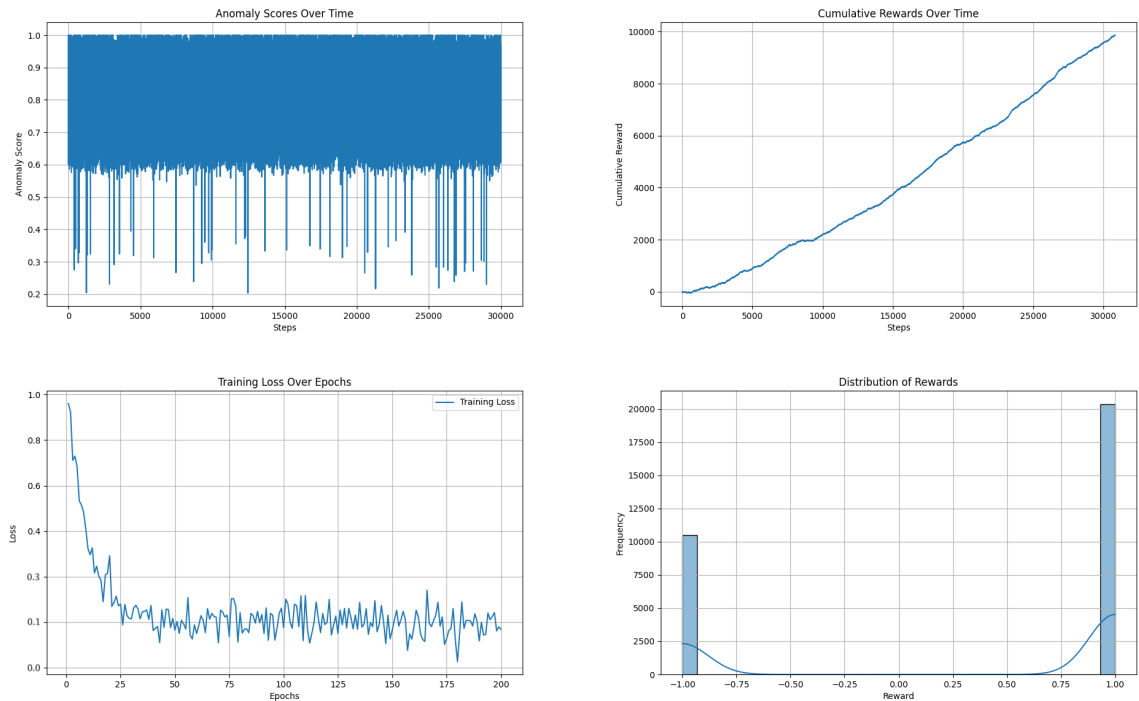 Anomaly Scores Over Time
1.0
0.9
0.8
0.7
0.6
0.5
0.4
0.3
0.2
Anomaly Score
0 5000 10000 15000 20000 25000 30000
Steps
Cumulative Rewards Over Time
10000
8000
6000
4000
2000
0
Cumulative Reward
0 5000 10000 15000 20000 25000 30000
Steps
Training Loss Over Epochs
Training Loss
1.0
0.8
0.6
0.4
0.3
0.1
0.0
Loss
0 25 50 75 100 125 150 175 200
Epochs
Distribution of Rewards
20000
17500
15000
12500
10000
7500
5000
2500
0
Frequency
−1.00 −0.75 −0.50 −0.25 0.00 0.25 0.50 0.75 1.00
Reward